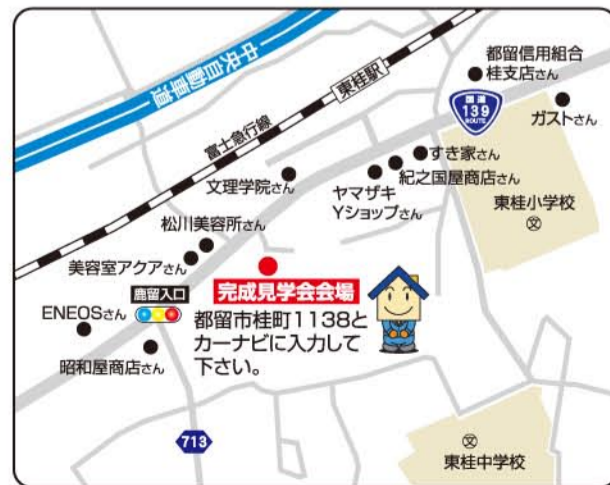 中央自動車道
富士急行線
東桂駅
都留信用組合
桂支店さん
国道
139
ROUTE
ガストさん
すき家さん
紀之国屋商店さん
ヤマザキ
Yショップさん
文理学院さん
東桂小学校
文
松川美容所さん
美容室アクアさん
鹿留入口
完成見学会会場
都留市桂町1138と
カーナビに入力して
下さい。
ENEOSさん
昭和屋商店さん
713
文
東桂中学校